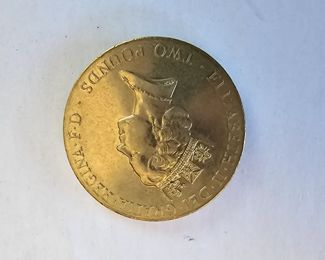 ELIZABETH · II · DEI · GRATIA · REGINA · F · D · TWO POUNDS ·